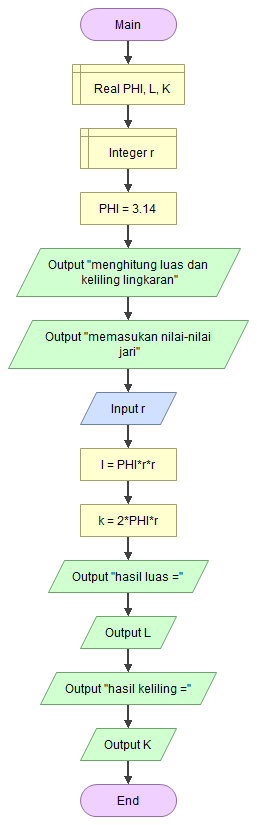 Main
Real PHI, L, K
Integer r
PHI = 3.14
Output "menghitung luas dan
keliling lingkaran"
Output "memasukan nilai-nilai
jari"
Input r
l = PHI*r*r
k = 2*PHI*r
Output "hasil luas ="
Output L
Output "hasil keliling ="
Output K
End